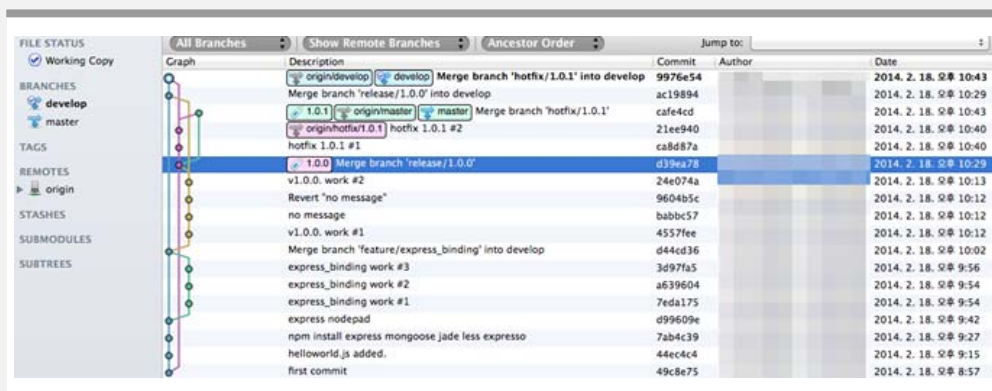 FILE STATUS
Working Copy
BRANCHES
develop
master
TAGS
REMOTES
origin
STASHES
SUBMODULES
SUBTREES
All Branches Show Remote Branches Ancestor Order Jump to:
Graph Description Commit Author Date
origin/develop develop Merge branch 'hotfix/1.0.1' into develop 9976e54 2014. 2. 18. 오후 10:43
Merge branch 'release/1.0.0' into develop ac19894 2014. 2. 18. 오후 10:29
1.0.1 origin/master master Merge branch 'hotfix/1.0.1' cafe4cd 2014. 2. 18. 오후 10:43
origin/hotfix/1.0.1 hotfix 1.0.1 #2 21ee940 2014. 2. 18. 오후 10:40
hotfix 1.0.1 #1 ca8d87a 2014. 2. 18. 오후 10:40
1.0.0 Merge branch 'release/1.0.0' d39ea78 2014. 2. 18. 오후 10:29
v1.0.0. work #2 24e074a 2014. 2. 18. 오후 10:13
Revert "no message" 9604b5c 2014. 2. 18. 오후 10:12
no message babbc57 2014. 2. 18. 오후 10:12
v1.0.0. work #1 4557fee 2014. 2. 18. 오후 10:12
Merge branch 'feature/express_binding' into develop d44cd36 2014. 2. 18. 오후 10:02
express_binding work #3 3d97fa5 2014. 2. 18. 오후 9:56
express_binding work #2 a639604 2014. 2. 18. 오후 9:54
express_binding work #1 7eda175 2014. 2. 18. 오후 9:54
express nodepad d99609e 2014. 2. 18. 오후 9:42
npm install express mongoose jade less expresso 7ab4c39 2014. 2. 18. 오후 9:27
helloworld.js added. 44ec4c4 2014. 2. 18. 오후 9:15
first commit 49c8e75 2014. 2. 18. 오후 8:57